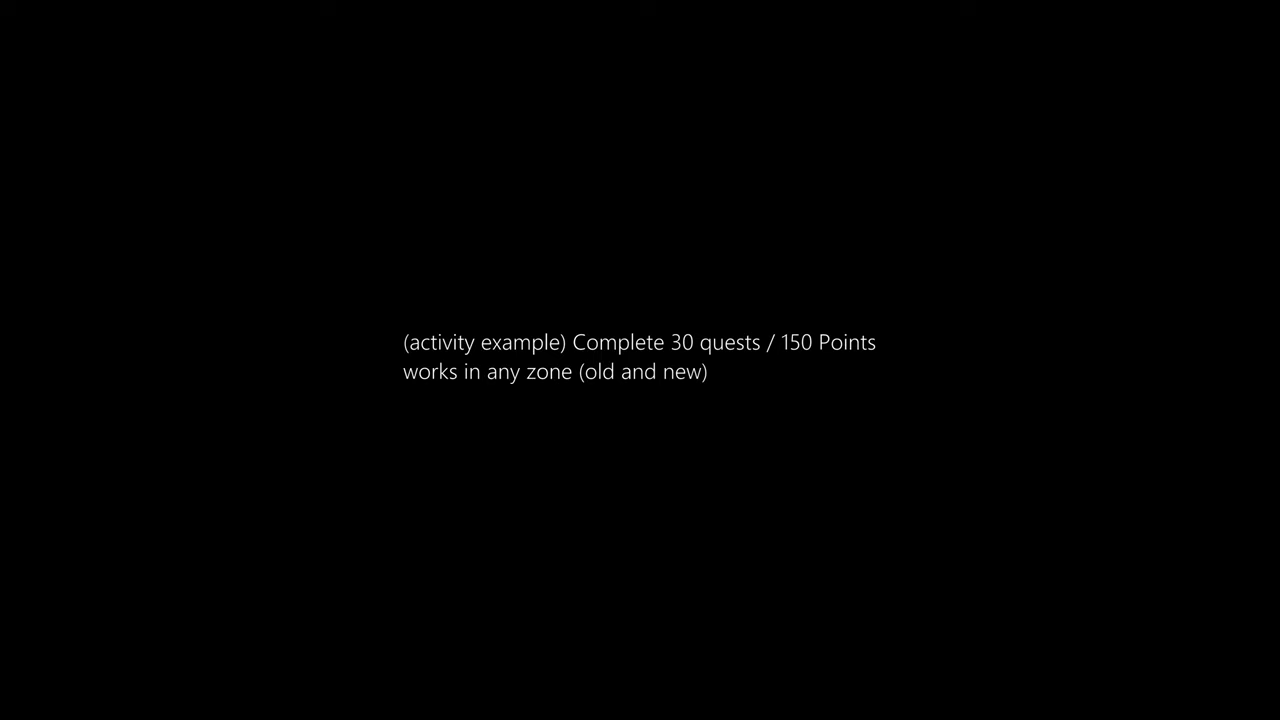 (activity example) Complete 30 quests / 150 Points
works in any zone (old and new)